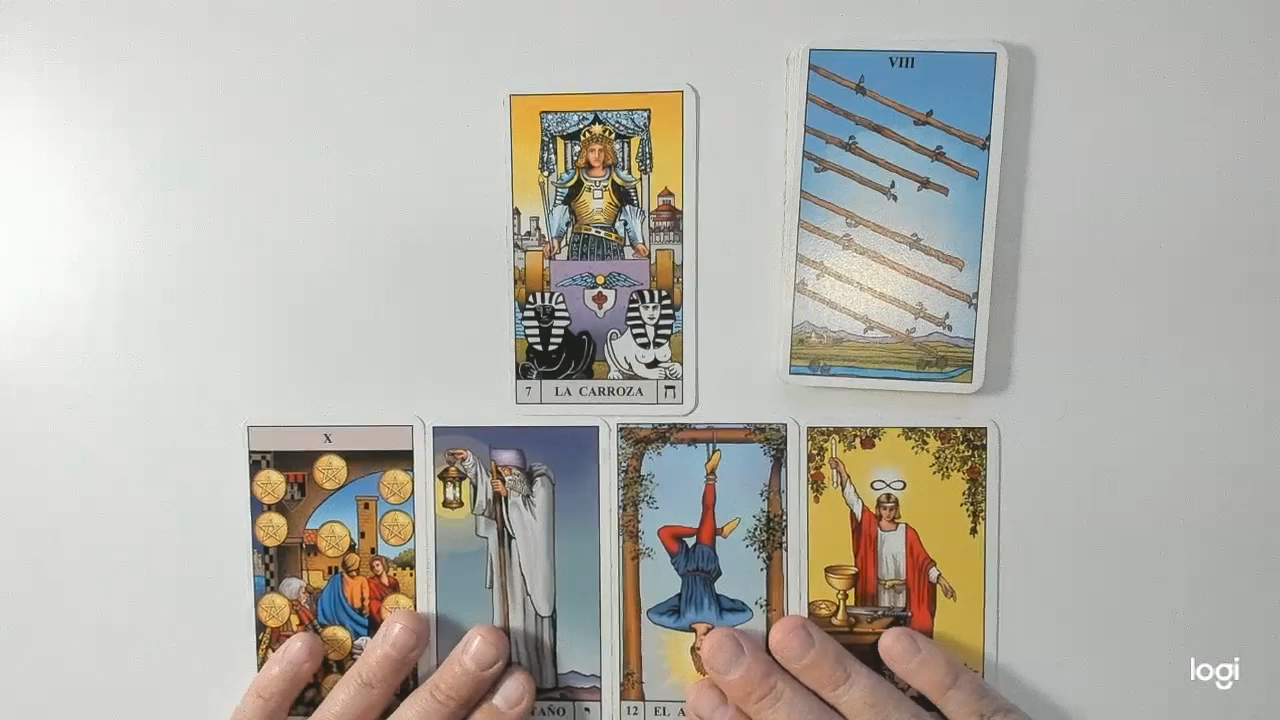 VIII
7 LA CARROZA ח
X
TAÑO י
12 EL A
logi